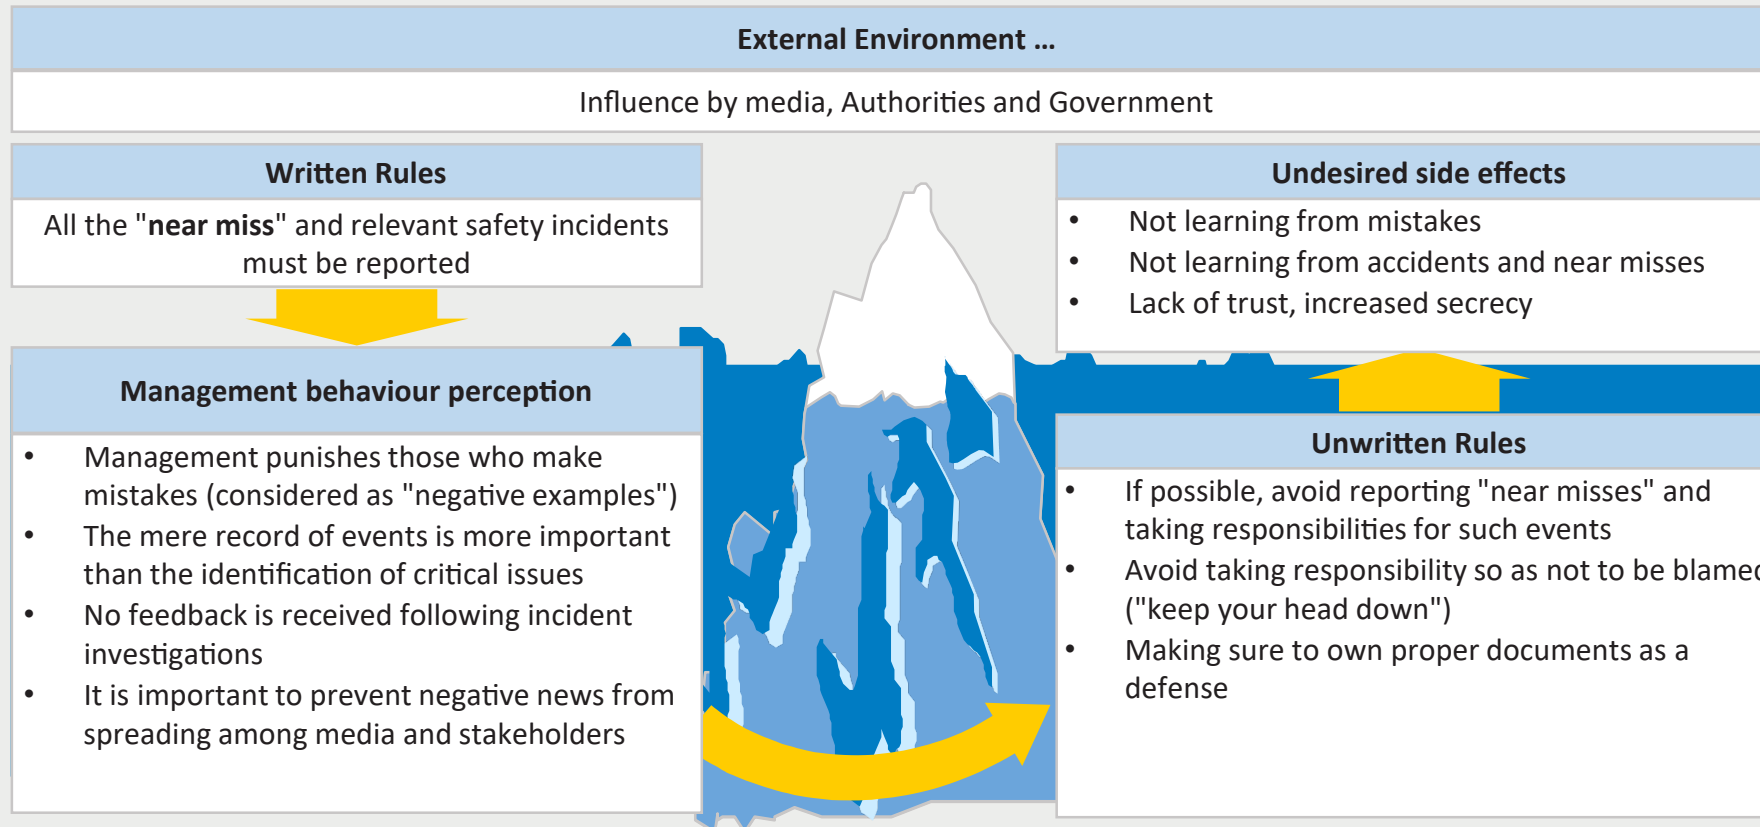 External Environment ...
Influence by media, Authorities and Government
Written Rules
All the "near miss" and relevant safety incidents
must be reported
Management behaviour perception
• Management punishes those who make
mistakes (considered as "negative examples")
• The mere record of events is more important
than the identification of critical issues
• No feedback is received following incident
investigations
• It is important to prevent negative news from
spreading among media and stakeholders
Undesired side effects
• Not learning from mistakes
• Not learning from accidents and near misses
• Lack of trust, increased secrecy
Unwritten Rules
• If possible, avoid reporting "near misses" and
taking responsibilities for such events
• Avoid taking responsibility so as not to be blamed
("keep your head down")
• Making sure to own proper documents as a
defense